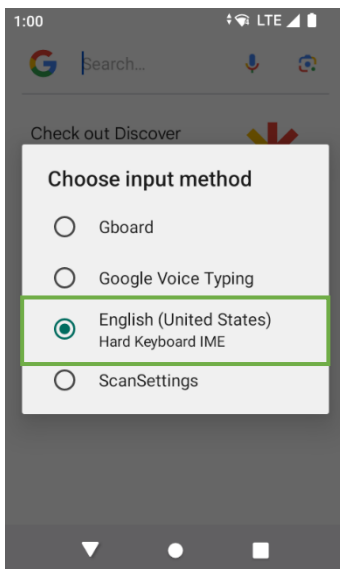 1:00 LTE
G Search...
Check out Discover
Choose input method
Gboard
Google Voice Typing
English (United States)
Hard Keyboard IME
ScanSettings